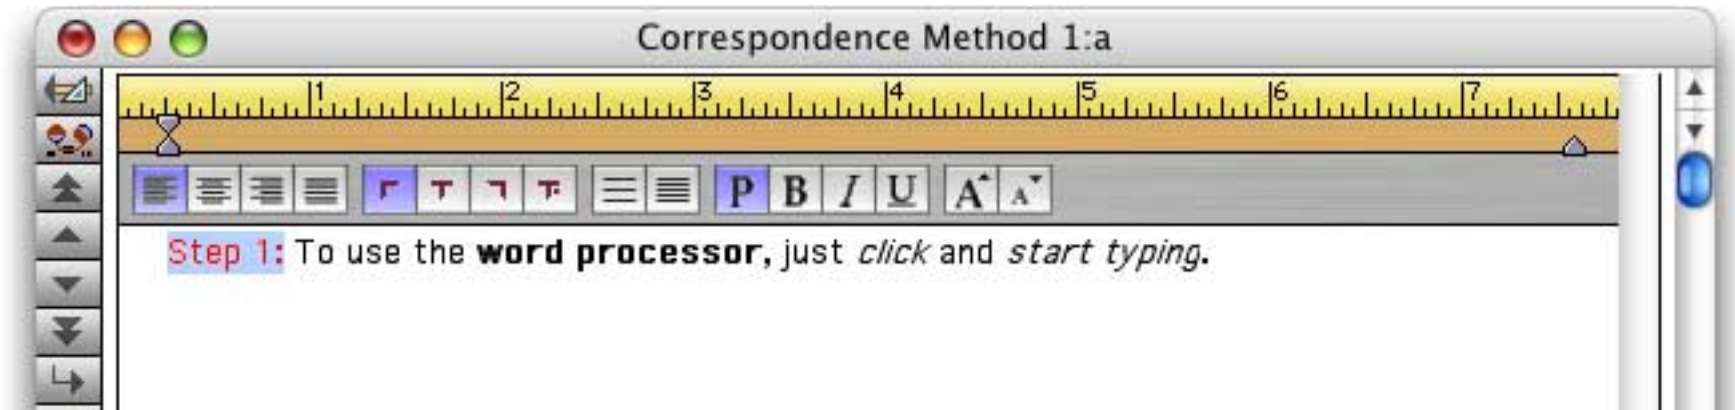 Correspondence Method 1:a
1 2 3 4 5 6 7
P B I U A A
Step 1: To use the word processor, just click and start typing.